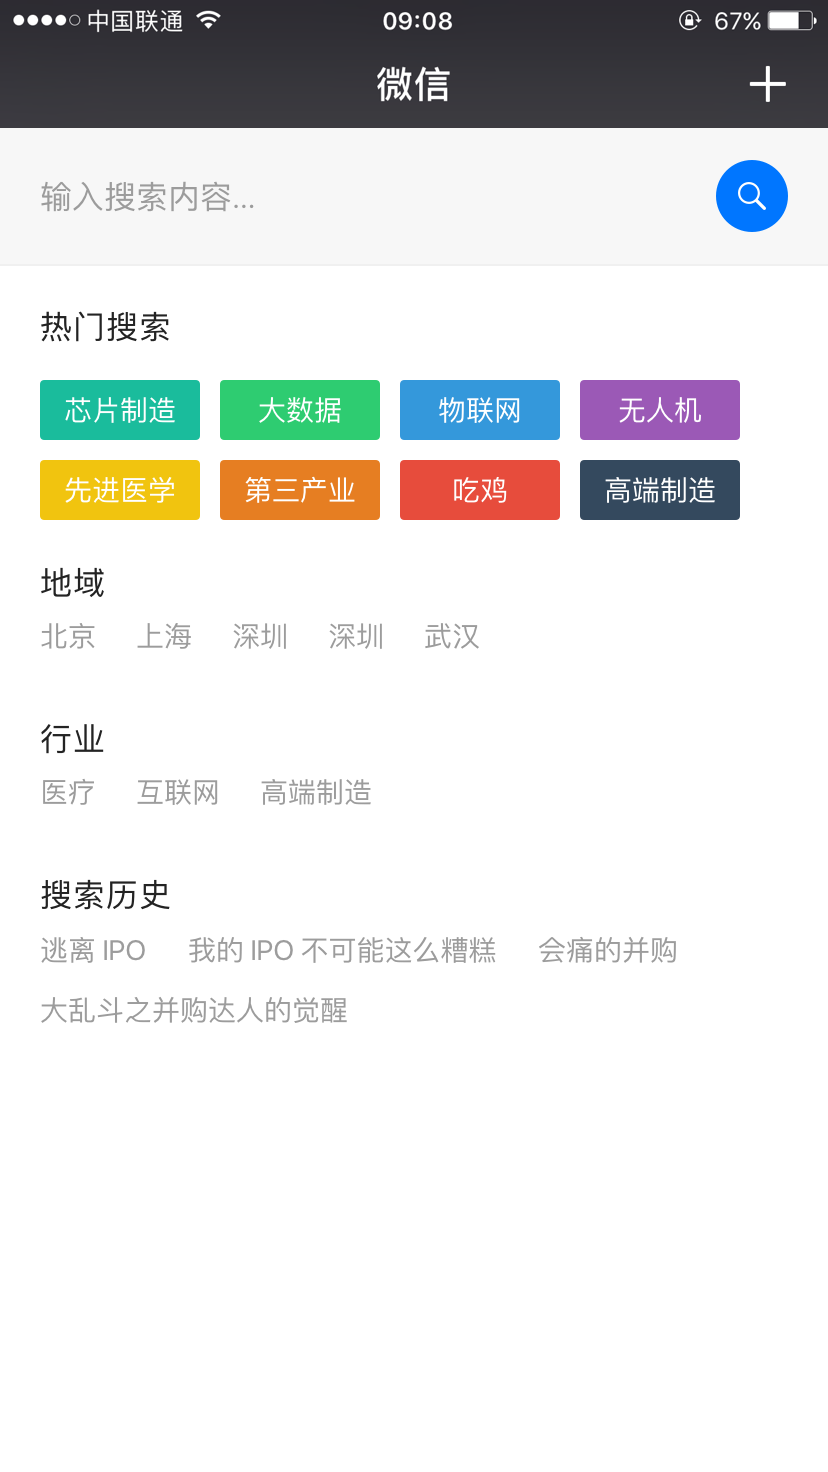 中国联通 09:08 67%
微信
输入搜索内容...
热门搜索
芯片制造 大数据 物联网 无人机
先进医学 第三产业 吃鸡 高端制造
地域
北京 上海 深圳 深圳 武汉
行业
医疗 互联网 高端制造
搜索历史
逃离 IPO 我的 IPO 不可能这么糟糕 会痛的并购
大乱斗之并购达人的觉醒